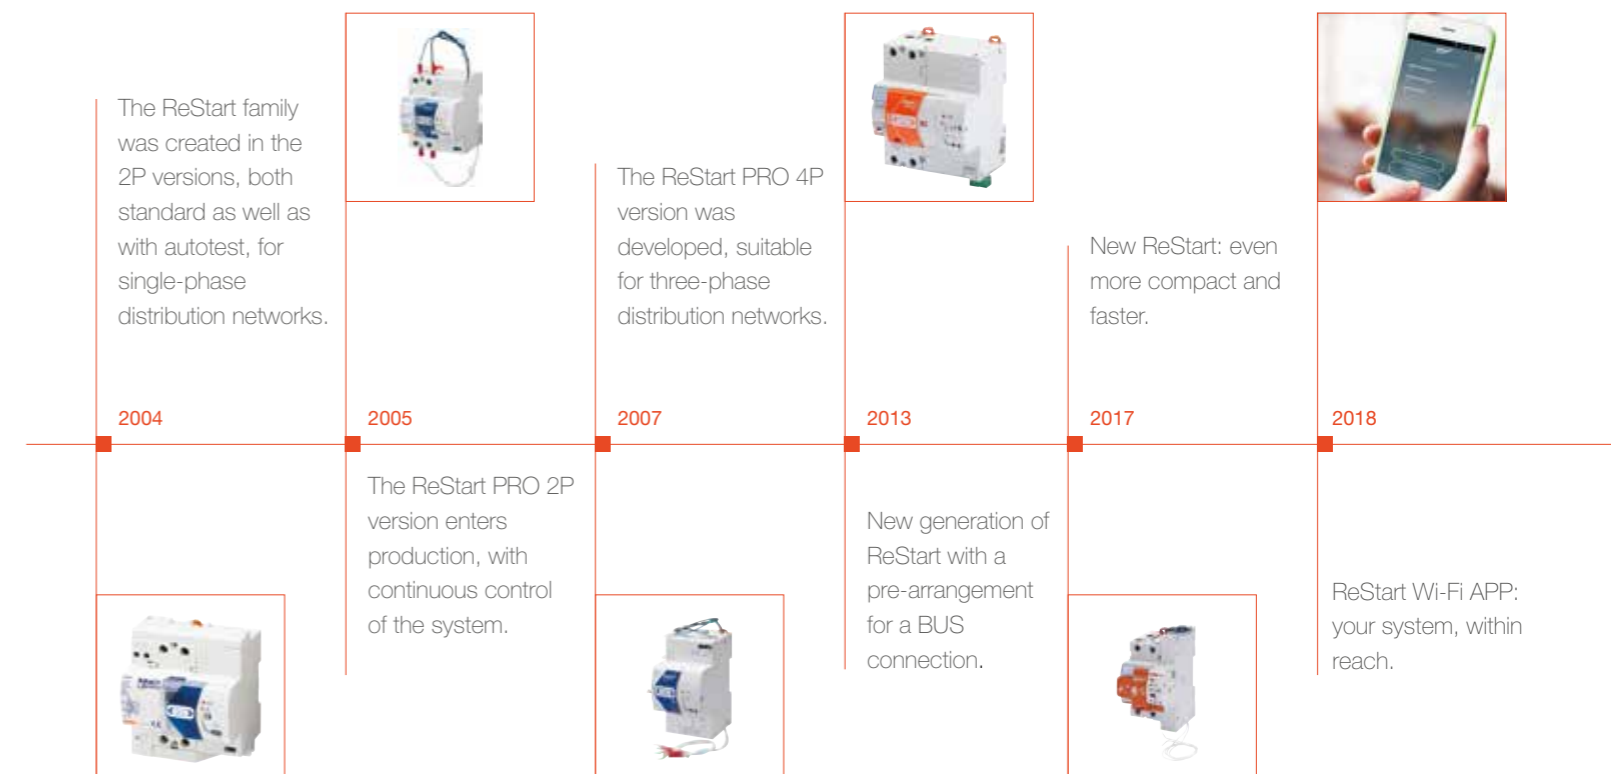 The ReStart family
was created in the
2P versions, both
standard as well as
with autotest, for
single-phase
distribution networks.
2004
2005
The ReStart PRO 2P
version enters
production, with
continuous control
of the system.
The ReStart PRO 4P
version was
developed, suitable
for three-phase
distribution networks.
2007
2013
New generation of
ReStart with a
pre-arrangement
for a BUS
connection.
New ReStart: even
more compact and
faster.
2017
2018
ReStart Wi-Fi APP:
your system, within
reach.